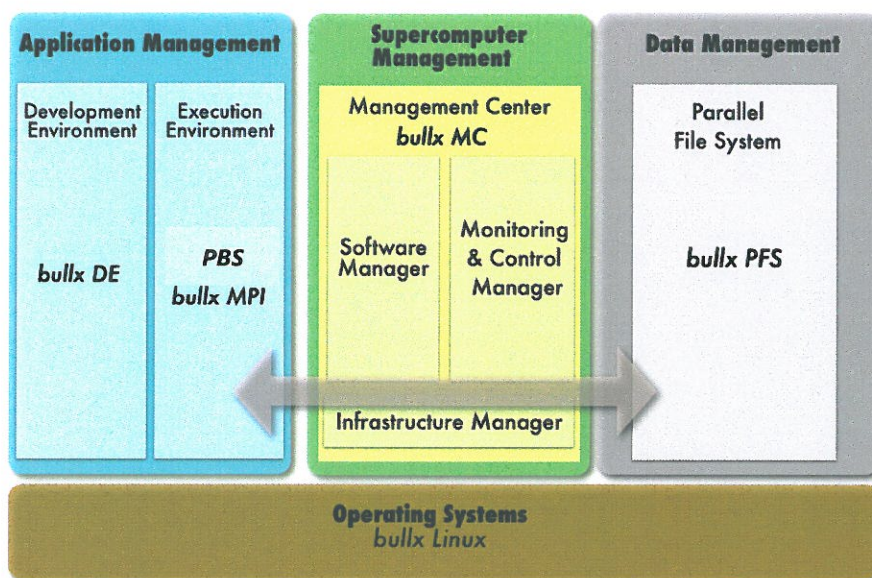 Application Management
Development
Environment
bullx DE
Execution
Environment
PBS
bullx MPI
Supercomputer
Management
Management Center
bullx MC
Software
Manager
Monitoring
& Control
Manager
Infrastructure Manager
Data Management
Parallel
File System
bullx PFS
Operating Systems
bullx Linux